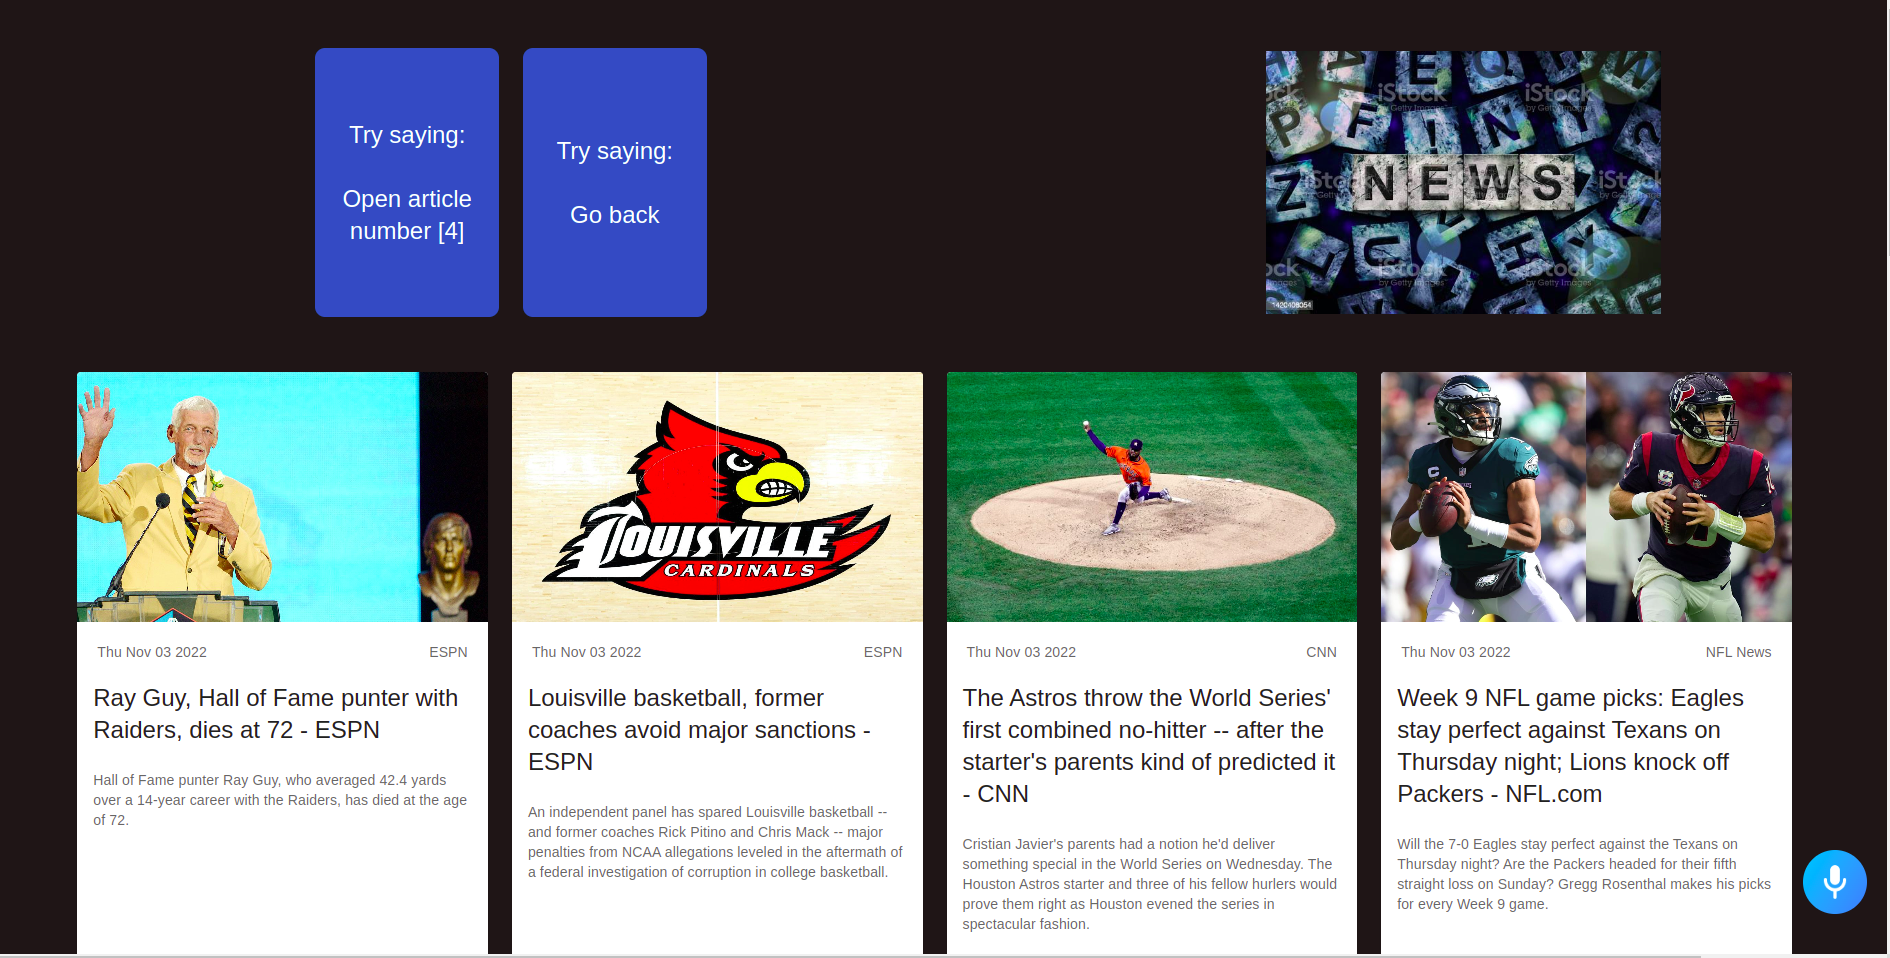 Try saying:
Open article
number [4]
Try saying:
Go back
iStock
by Getty Images
NEWS
1420408054
LOUISVILLE
CARDINALS
Thu Nov 03 2022
ESPN
Ray Guy, Hall of Fame punter with
Raiders, dies at 72 - ESPN
Hall of Fame punter Ray Guy, who averaged 42.4 yards
over a 14-year career with the Raiders, has died at the age
of 72.
Thu Nov 03 2022
ESPN
Louisville basketball, former
coaches avoid major sanctions -
ESPN
An independent panel has spared Louisville basketball --
and former coaches Rick Pitino and Chris Mack -- major
penalties from NCAA allegations leveled in the aftermath of
a federal investigation of corruption in college basketball.
Thu Nov 03 2022
CNN
The Astros throw the World Series'
first combined no-hitter -- after the
starter's parents kind of predicted it
- CNN
Cristian Javier's parents had a notion he'd deliver
something special in the World Series on Wednesday. The
Houston Astros starter and three of his fellow hurlers would
prove them right as Houston evened the series in
spectacular fashion.
Thu Nov 03 2022
NFL News
Week 9 NFL game picks: Eagles
stay perfect against Texans on
Thursday night; Lions knock off
Packers - NFL.com
Will the 7-0 Eagles stay perfect against the Texans on
Thursday night? Are the Packers headed for their fifth
straight loss on Sunday? Gregg Rosenthal makes his picks
for every Week 9 game.